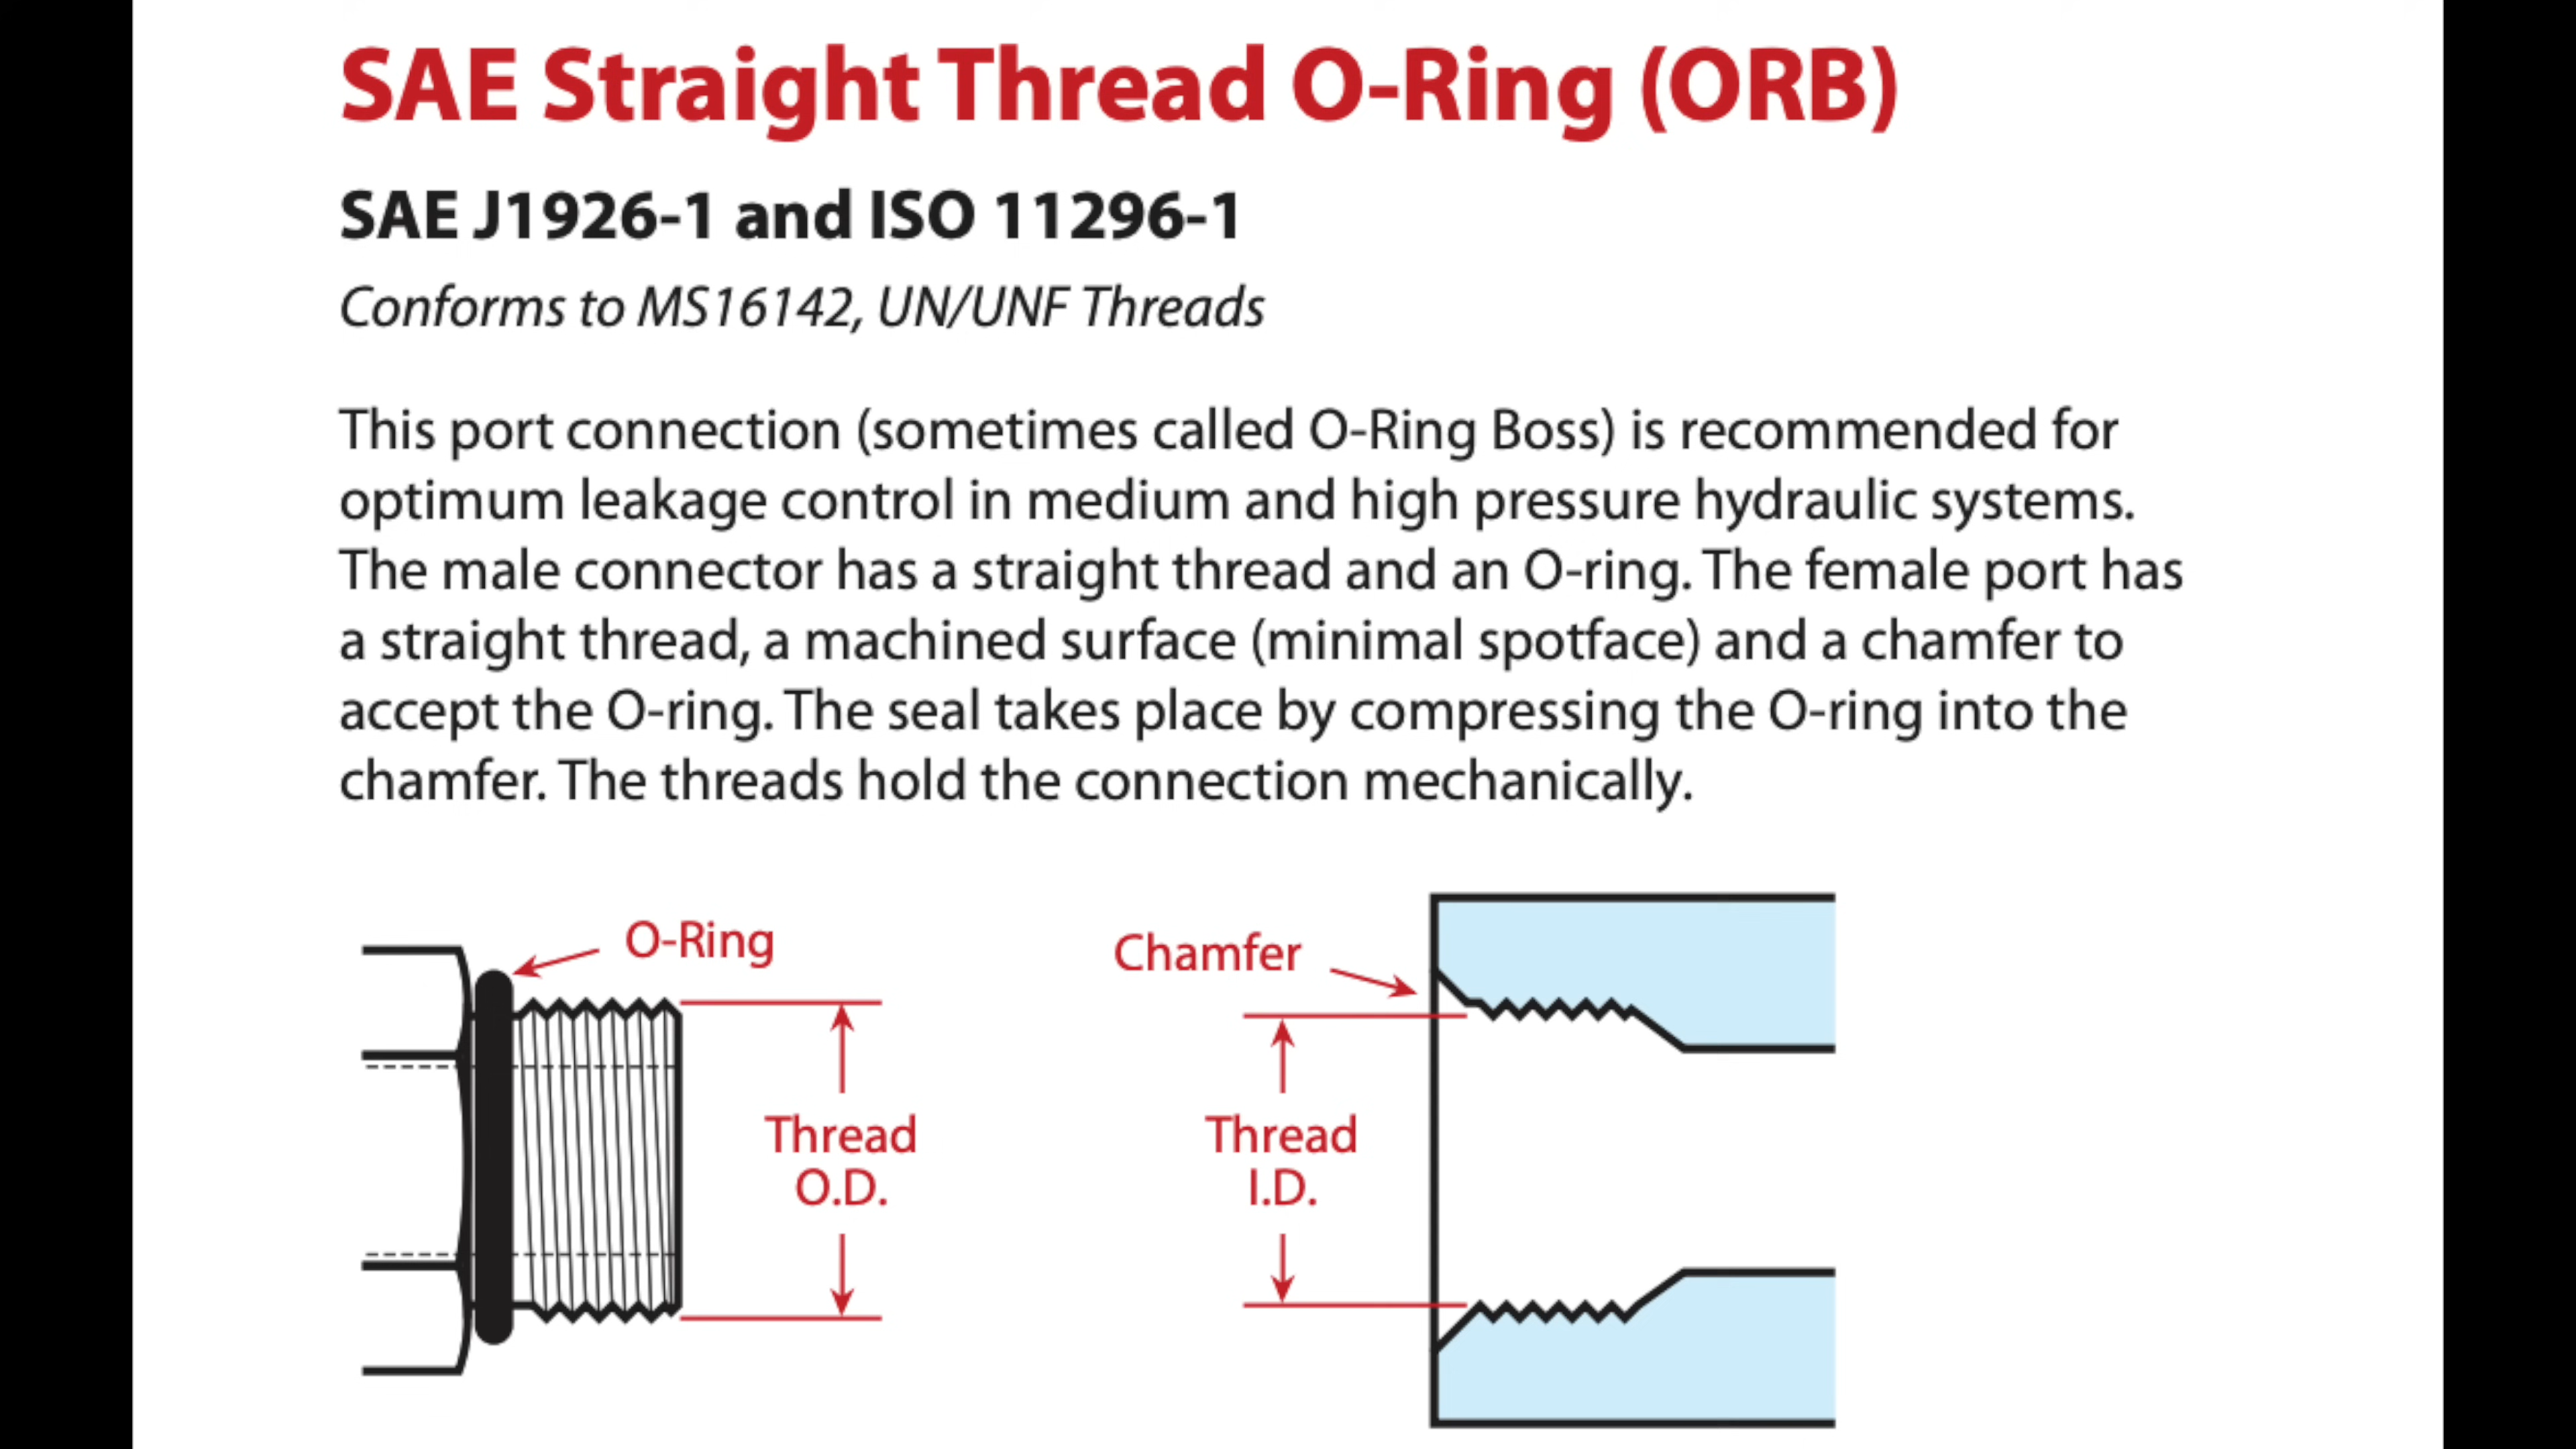 SAE Straight Thread O-Ring (ORB)
SAE J1926-1 and ISO 11296-1
Conforms to MS16142, UN/UNF Threads
This port connection (sometimes called O-Ring Boss) is recommended for
optimum leakage control in medium and high pressure hydraulic systems.
The male connector has a straight thread and an O-ring. The female port has
a straight thread, a machined surface (minimal spotface) and a chamfer to
accept the O-ring. The seal takes place by compressing the O-ring into the
chamfer. The threads hold the connection mechanically.
O-Ring
Thread
O.D.
Chamfer
Thread
I.D.